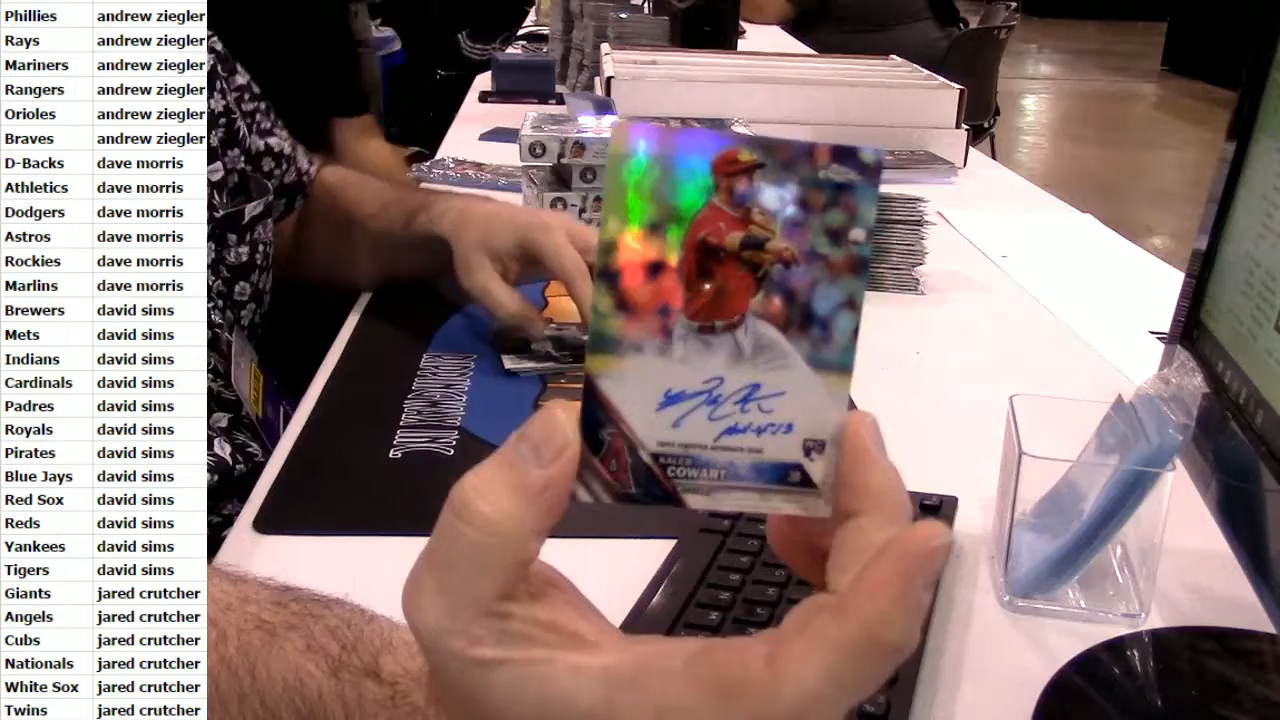 Phillies andrew ziegler
Rays andrew ziegler
Mariners andrew ziegler
Rangers andrew ziegler
Orioles andrew ziegler
Braves andrew ziegler
D-Backs dave morris
Athletics dave morris
Dodgers dave morris
Astros dave morris
Rockies dave morris
Marlins dave morris
Brewers david sims
Mets david sims
Indians david sims
Cardinals david sims
Padres david sims
Royals david sims
Pirates david sims
Blue Jays david sims
Red Sox david sims
Reds david sims
Yankees david sims
Tigers david sims
Giants jared crutcher
Angels jared crutcher
Cubs jared crutcher
Nationals jared crutcher
White Sox jared crutcher
Twins jared crutcher
TOPPS CERTIFIED AUTOGRAPH ISSUE
KALEB
COWART
RC